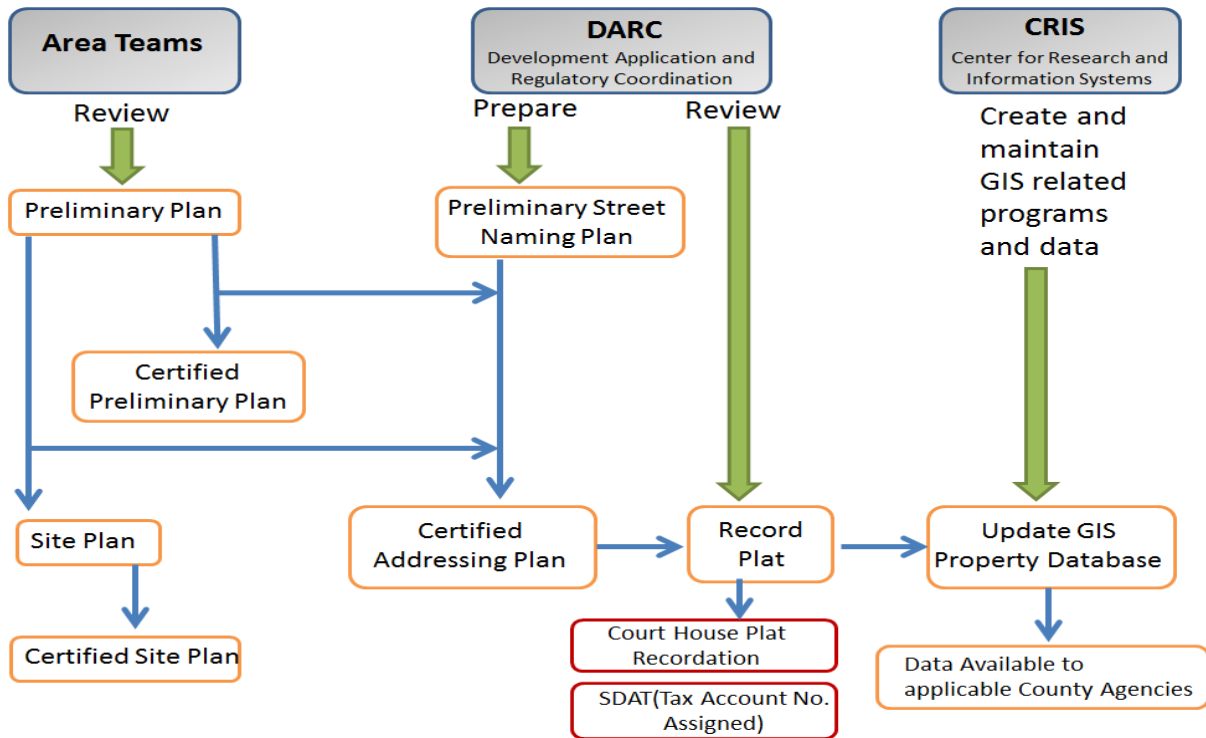 Area Teams
DARC
Development Application and
Regulatory Coordination
CRIS
Center for Research and
Information Systems
Review
Prepare
Review
Create and
maintain
GIS related
programs
and data
Preliminary Plan
Preliminary Street
Naming Plan
Certified
Preliminary Plan
Site Plan
Certified
Addressing Plan
Record
Plat
Update GIS
Property Database
Certified Site Plan
Court House Plat
Recordation
SDAT(Tax Account No.
Assigned)
Data Available to
applicable County Agencies